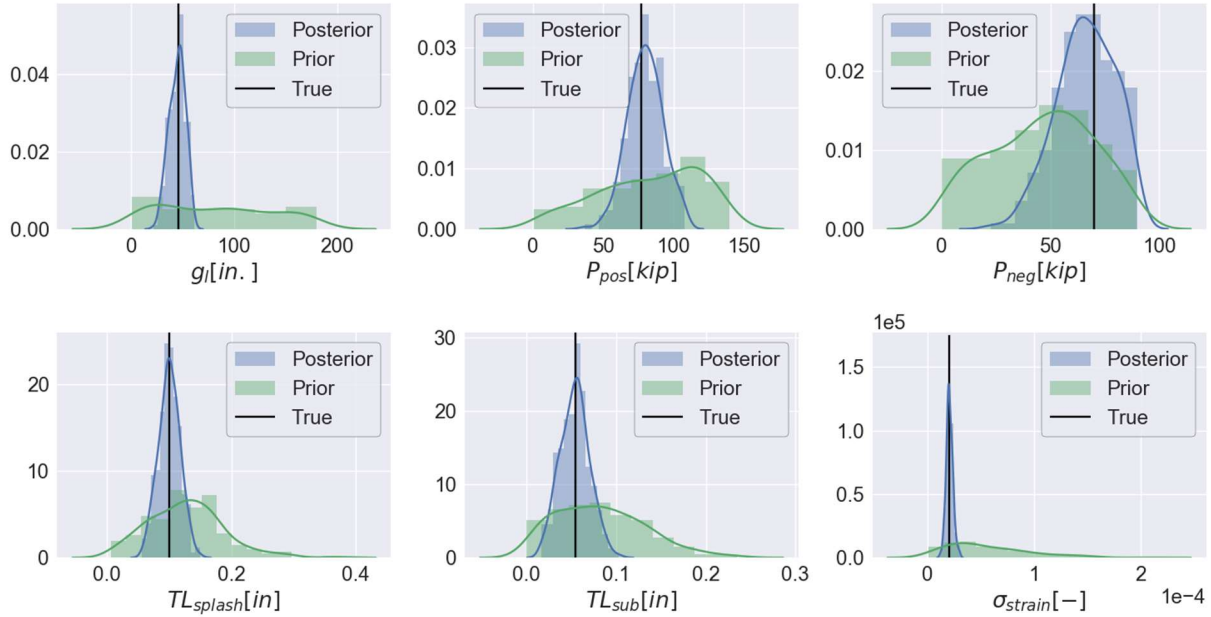 Posterior
Prior
True
0.04
0.02
0.00
0
100
200
g_l[in.]
Posterior
Prior
True
0.03
0.02
0.01
0.00
0
50
100
150
P_pos[kip]
Posterior
Prior
True
0.02
0.01
0.00
0
50
100
P_neg[kip]
Posterior
Prior
True
20
10
0
0.0
0.2
0.4
TL_splash[in]
Posterior
Prior
True
30
20
10
0
0.0
0.1
0.2
0.3
TL_sub[in]
1e5
Posterior
Prior
True
1.5
1.0
0.5
0.0
0
1
2
1e-4
σ_strain[-]